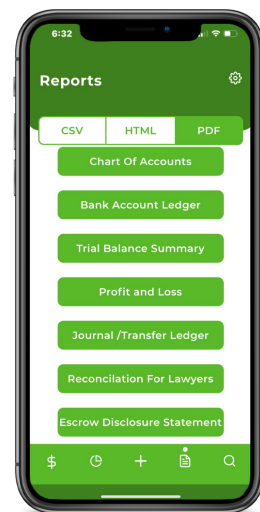 6:32
Reports
CSV HTML PDF
Chart Of Accounts
Bank Account Ledger
Trial Balance Summary
Profit and Loss
Journal /Transfer Ledger
Reconcilation For Lawyers
Escrow Disclosure Statement
$